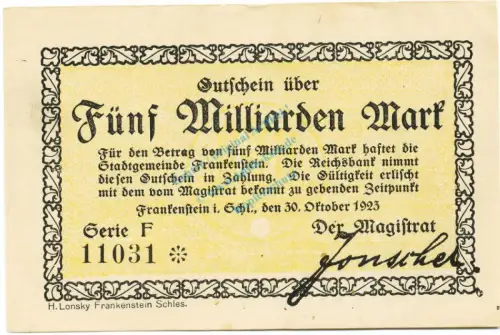 Gutschein über
Fünf Milliarden Mark
Für den Betrag von fünf Milliarden Mark haftet die
Stadtgemeinde Frankenstein. Die Reichsbank nimmt
diesen Gutschein in Zahlung. Die Gültigkeit erlischt
mit dem vom Magistrat bekannt zu gebenden Zeitpunkt
Frankenstein i. Schl., den 30. Oktober 1923
Serie F
Der Magistrat
11031 *
Jonscher
H. Lonsky Frankenstein Schles.